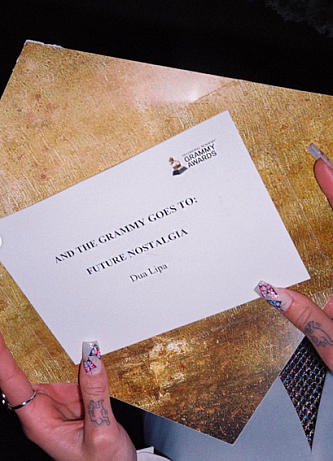 GRAMMY
AWARDS
AND THE GRAMMY GOES TO:
FUTURE NOSTALGIA
Dua Lipa